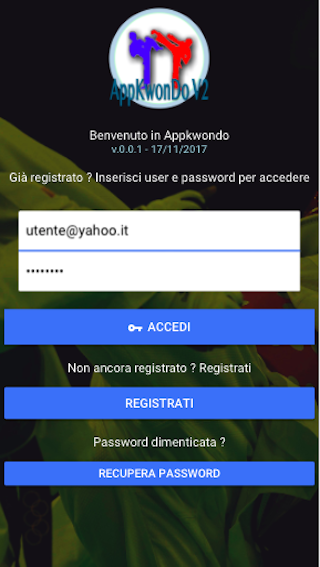 AppKwonDo V2
Benvenuto in Appkwondo
v.0.0.1 - 17/11/2017
Già registrato ? Inserisci user e password per accedere
utente@yahoo.it
••••••••
ACCEDI
Non ancora registrato ? Registrati
REGISTRATI
Password dimenticata ?
RECUPERA PASSWORD